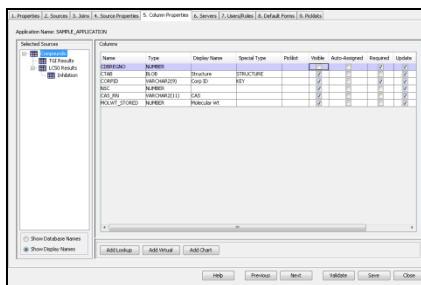 1. Properties 2. Sources 3. Joins 4. Source Properties 5. Column Properties 6. Servers 7. Users/Rules 8. Default Forms 9. Picklists
Application Name: SAMPLE_APPLICATION
Selected Sources
Compounds
TGI Results
LC50 Results
Inhibition
Show Database Names
Show Display Names
Columns
Name Type Display Name Special Type Picklist Visible Auto-Assigned Required Update
CDBREGNO NUMBER
CTAB BLOB Structure STRUCTURE
CORPID VARCHAR2(9) Corp ID KEY
NSC NUMBER
CAS_RN VARCHAR2(11) CAS
MOLWT_STORED NUMBER Molecular Wt
Add Lookup Add Virtual Add Chart
Help Previous Next Validate Save Close